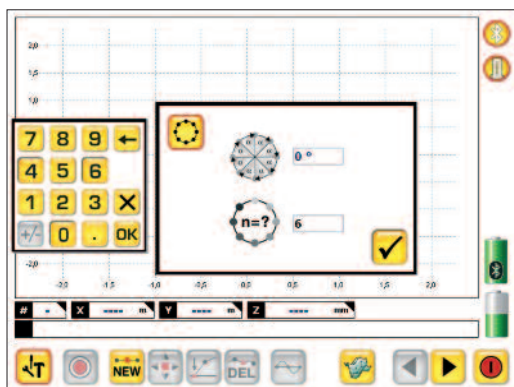 2,0
1,5
1,0
7 8 9 ←
4 5 6
1 2 3 X
+/- 0 . OK
α α α α α α α α
0 °
n=?
6
-2,0
-2,0 -1,5 -1,0 -0,5 0,0 0,5 1,0 1,5 2,0
# - X ---- m Y ---- m Z ---- mm
T NEW DEL